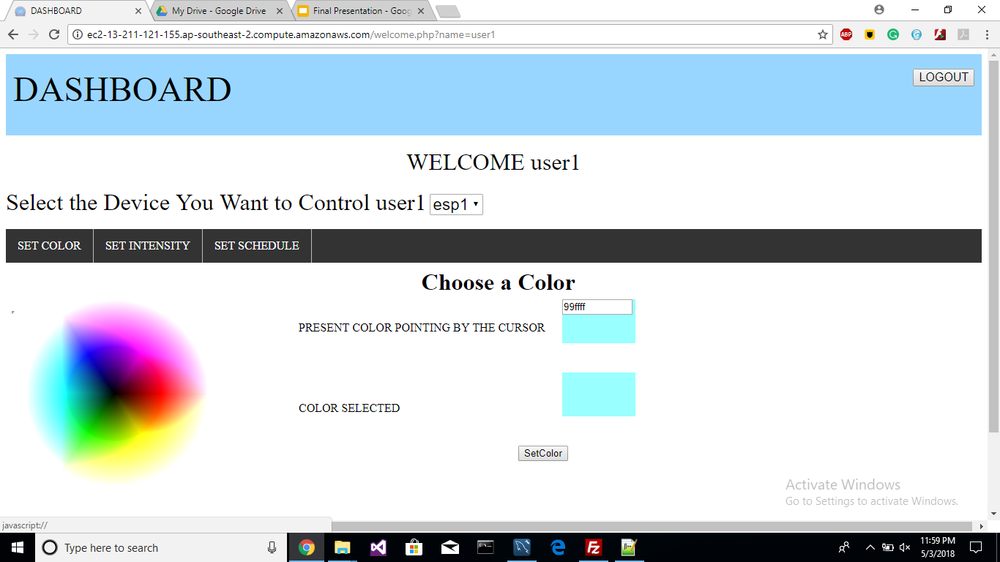 DASHBOARD
My Drive - Google Drive
Final Presentation - Goog
ec2-13-211-121-155.ap-southeast-2.compute.amazonaws.com/welcome.php?name=user1
ABP
DASHBOARD
LOGOUT
WELCOME user1
Select the Device You Want to Control user1 esp1
SET COLOR SET INTENSITY SET SCHEDULE
Choose a Color
99ffff
PRESENT COLOR POINTING BY THE CURSOR
COLOR SELECTED
SetColor
Activate Windows
Go to Settings to activate Windows.
javascript://
Type here to search
11:59 PM
5/3/2018